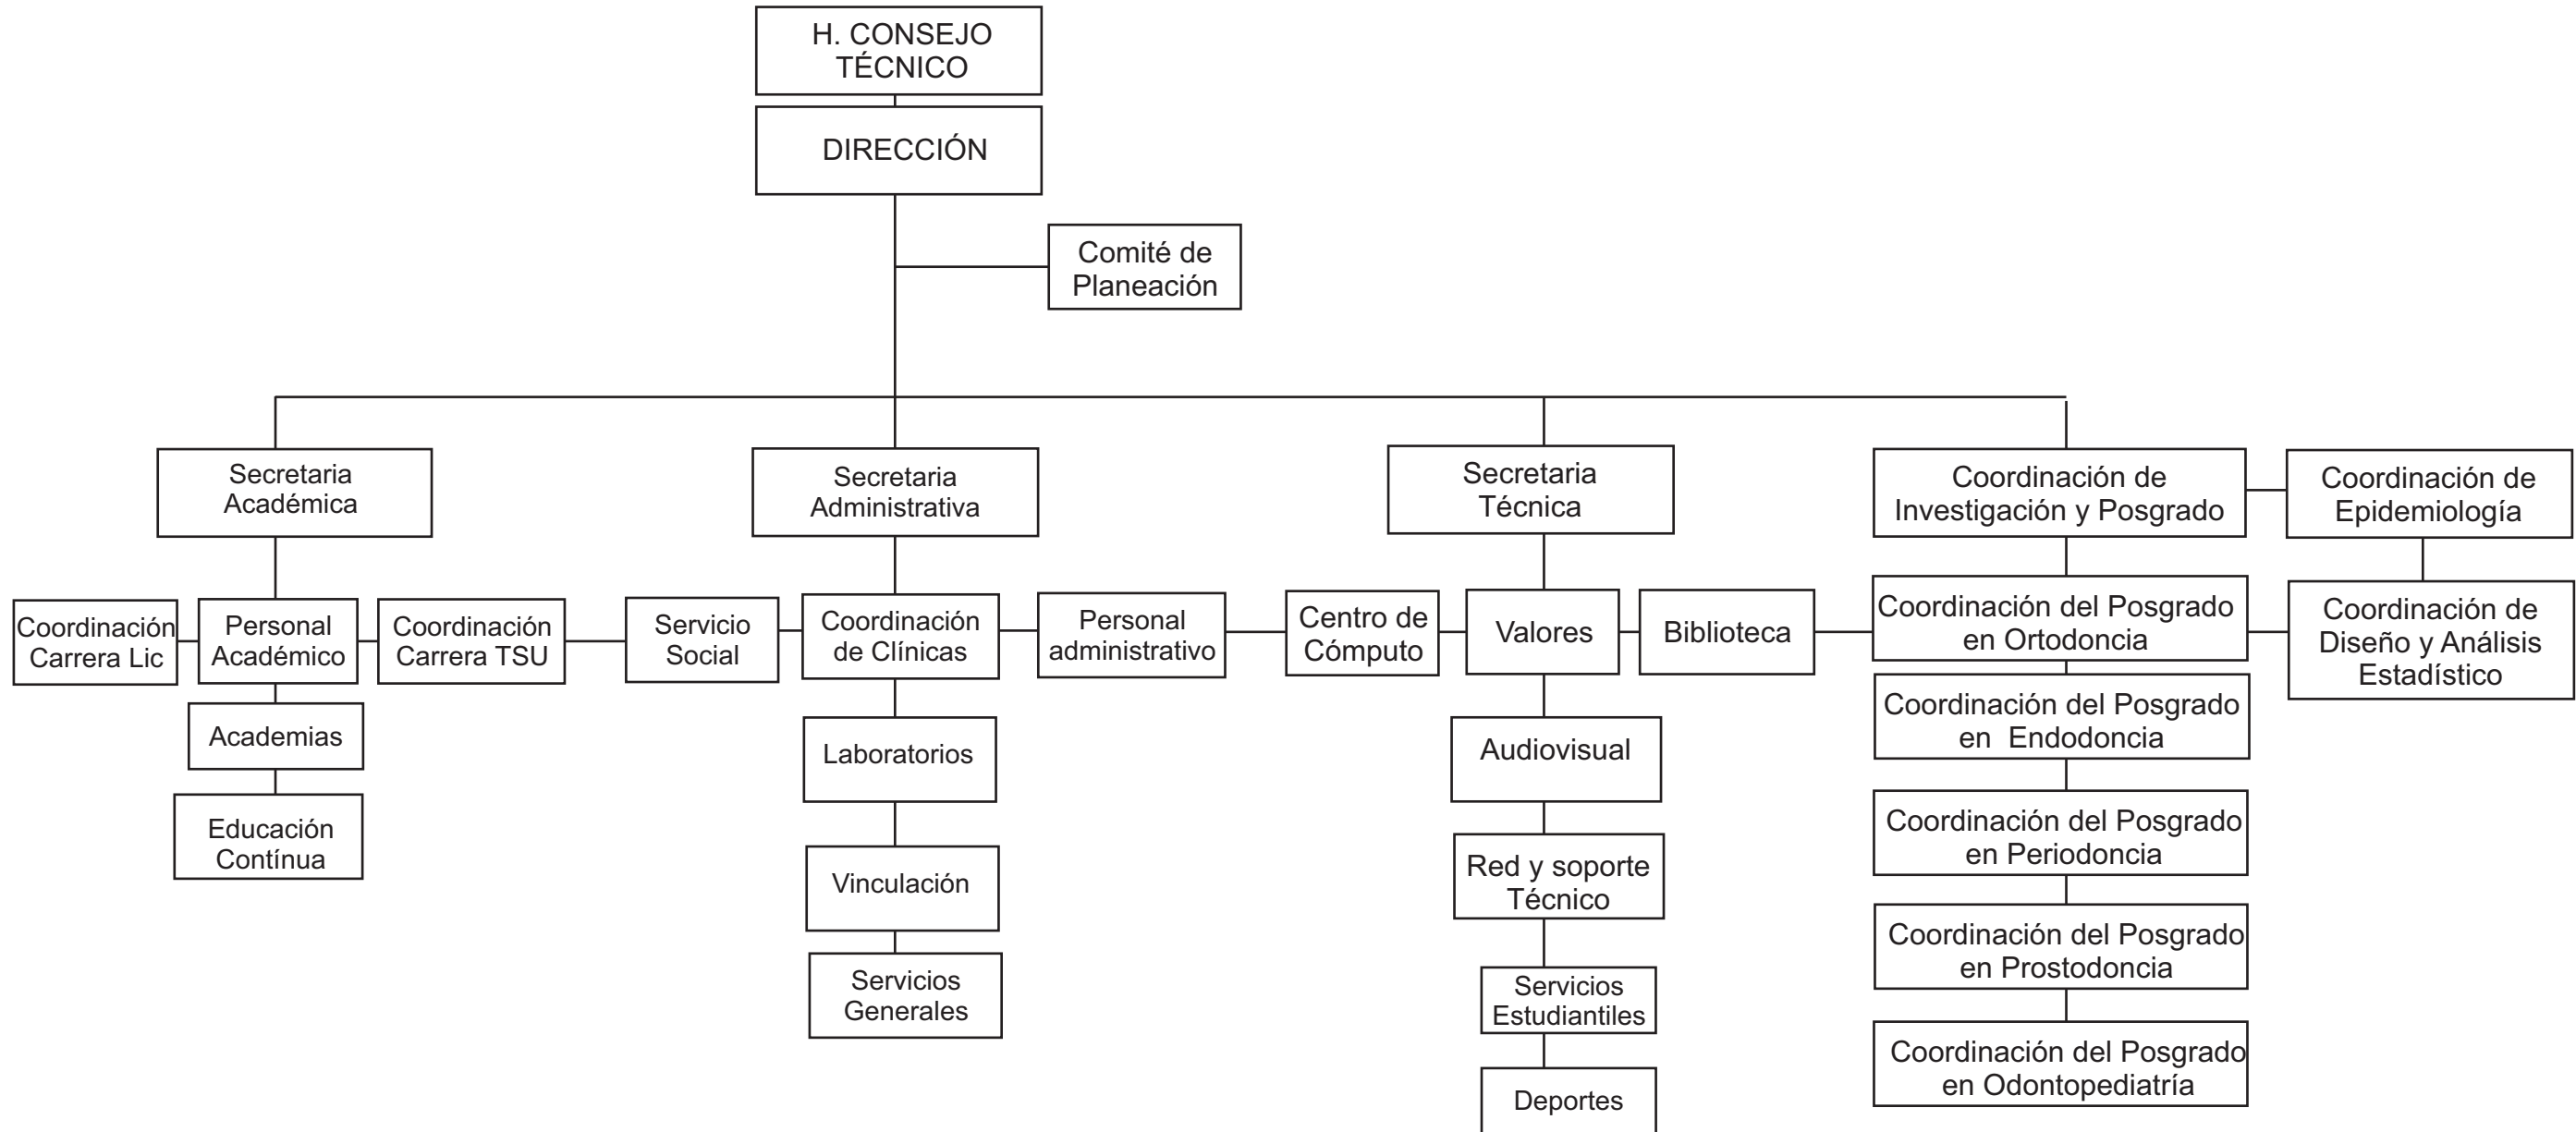 H. CONSEJO
TÉCNICO
DIRECCIÓN
Comité de
Planeación
Secretaria
Académica
Secretaria
Administrativa
Secretaria
Técnica
Coordinación de
Investigación y Posgrado
Coordinación de
Epidemiología
Coordinación
Carrera Lic
Personal
Académico
Coordinación
Carrera TSU
Servicio
Social
Coordinación
de Clínicas
Personal
administrativo
Centro de
Cómputo
Valores
Biblioteca
Coordinación del Posgrado
en Ortodoncia
Coordinación de
Diseño y Análisis
Estadístico
Academias
Laboratorios
Audiovisual
Coordinación del Posgrado
en Endodoncia
Educación
Contínua
Vinculación
Red y soporte
Técnico
Coordinación del Posgrado
en Periodoncia
Servicios
Generales
Servicios
Estudiantiles
Coordinación del Posgrado
en Prostodoncia
Deportes
Coordinación del Posgrado
en Odontopediatría